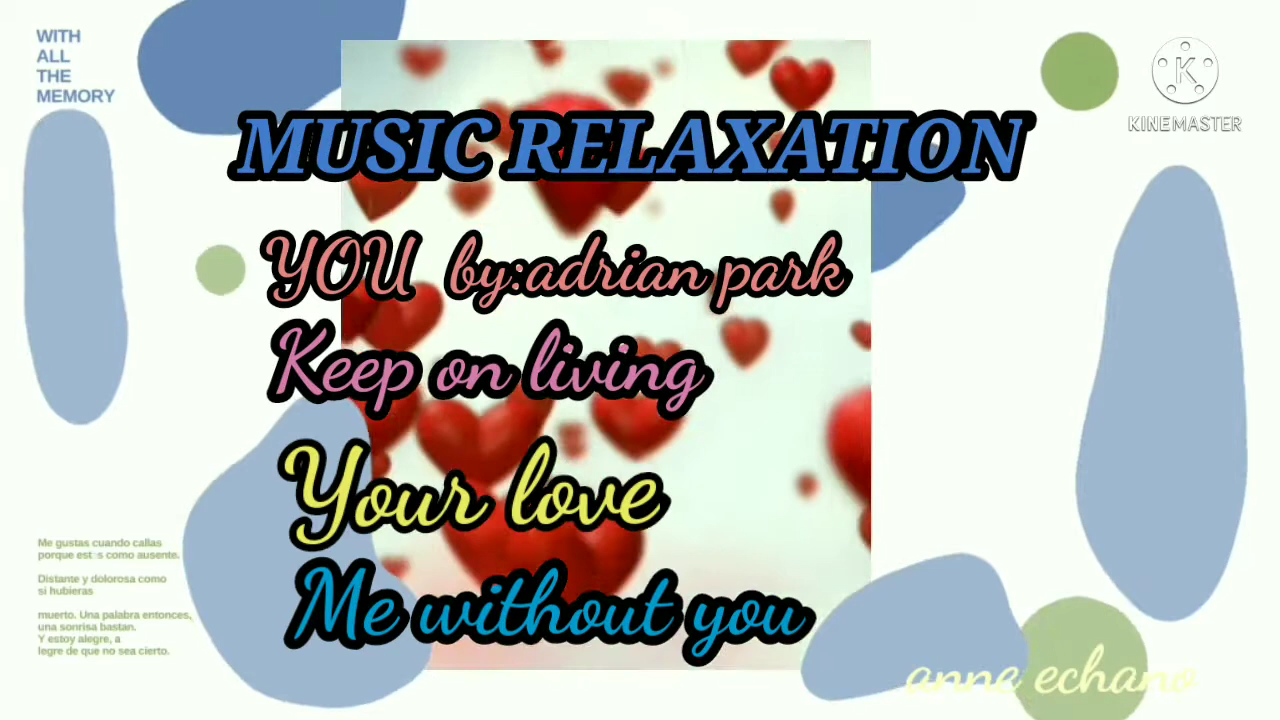 WITH
ALL
THE
MEMORY
KINEMASTER
MUSIC RELAXATION
YOU by:adrian park
Keep on living
Your love
Me without you
Me gustas cuando callas
porque est s como ausente.
Distante y dolorosa como
si hubieras
muerto. Una palabra entonces,
una sonrisa bastan.
Y estoy alegre, a
legre de que no sea cierto.
anne echano